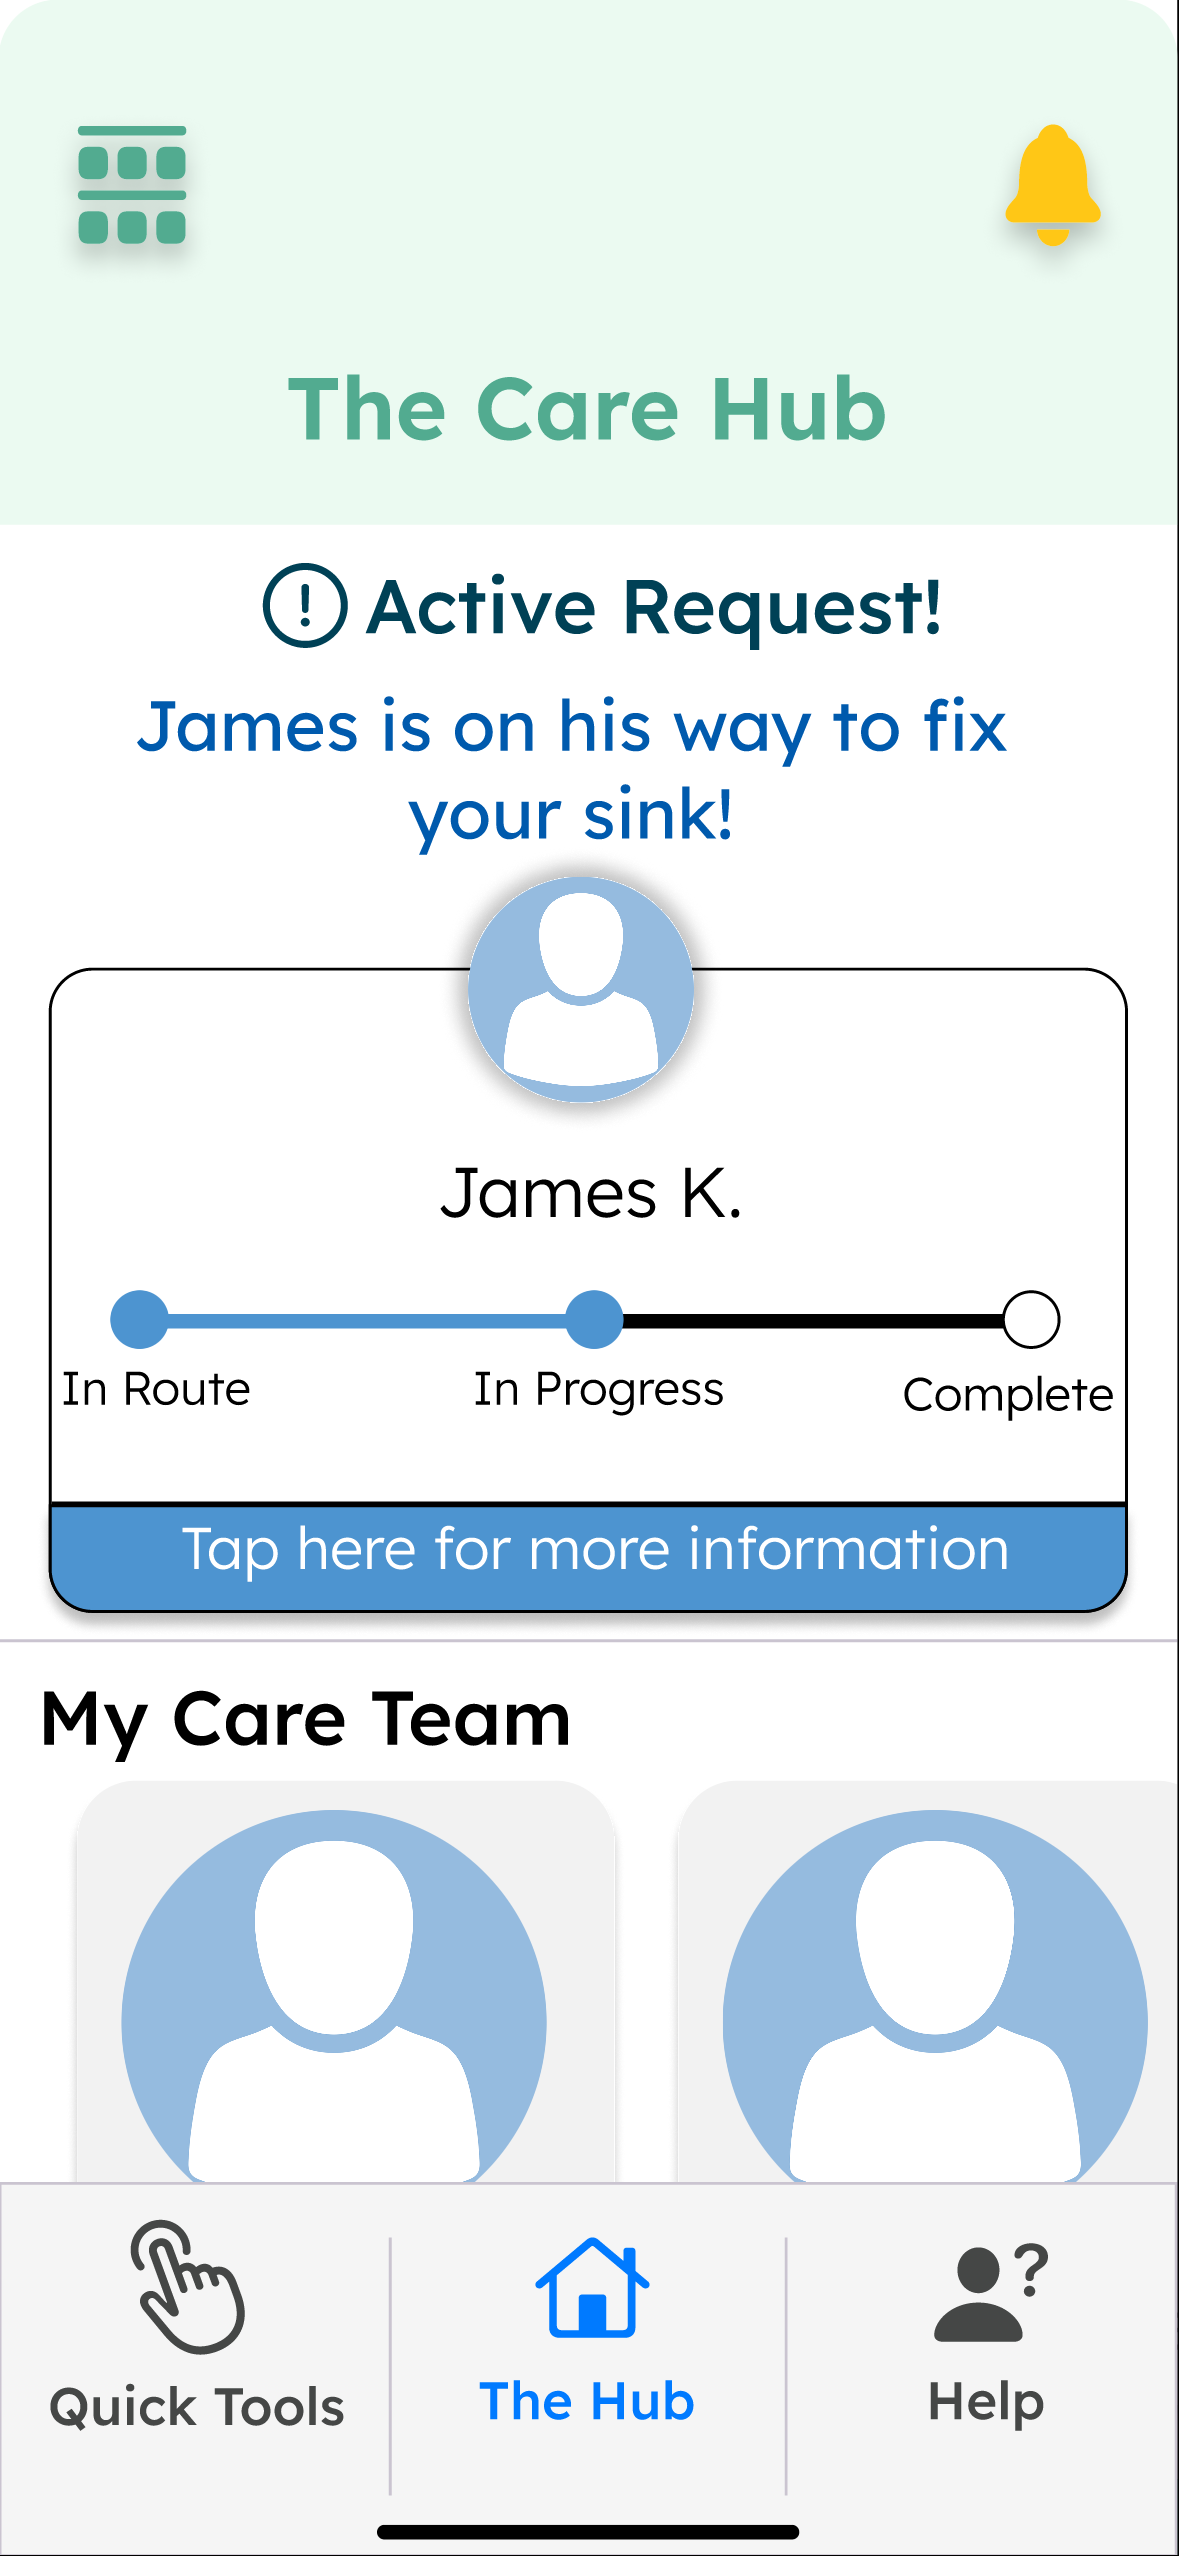 The Care Hub
Active Request!
James is on his way to fix
your sink!
James K.
In Route
In Progress
Complete
Tap here for more information
My Care Team
Quick Tools
The Hub
Help